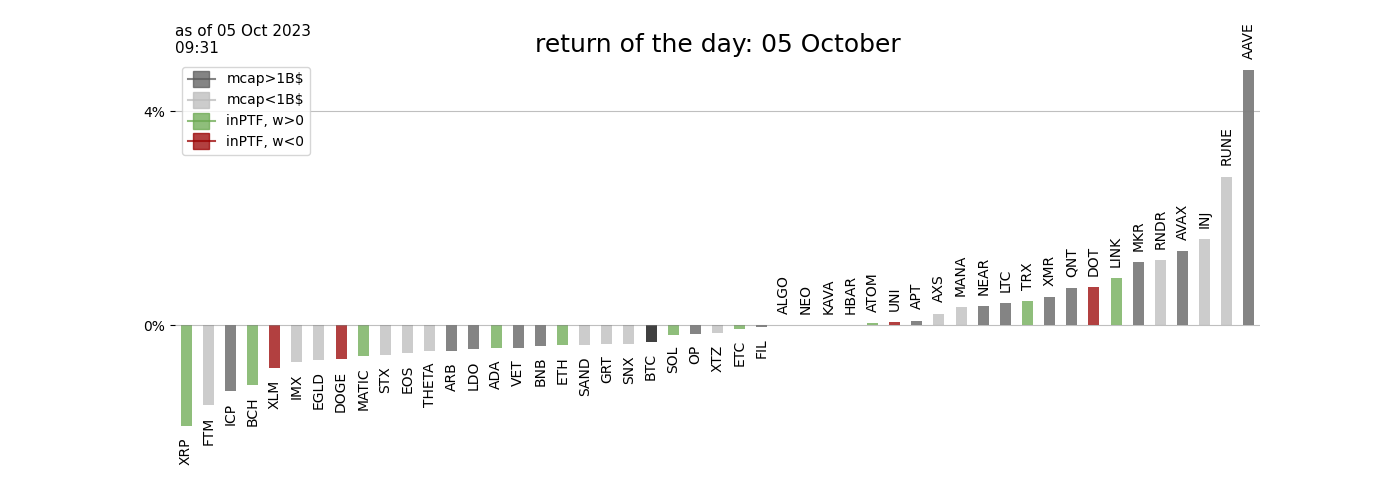 as of 05 Oct 2023
09:31
return of the day: 05 October
mcap>1B$
mcap<1B$
inPTF, w>0
inPTF, w<0
4%
0%
XRP
FTM
ICP
BCH
XLM
IMX
EGLD
DOGE
MATIC
STX
EOS
THETA
ARB
LDO
ADA
VET
BNB
ETH
SAND
GRT
SNX
BTC
SOL
OP
XTZ
ETC
FIL
ALGO
NEO
KAVA
HBAR
ATOM
UNI
APT
AXS
MANA
NEAR
LTC
TRX
XMR
QNT
DOT
LINK
MKR
RNDR
AVAX
INJ
RUNE
AAVE